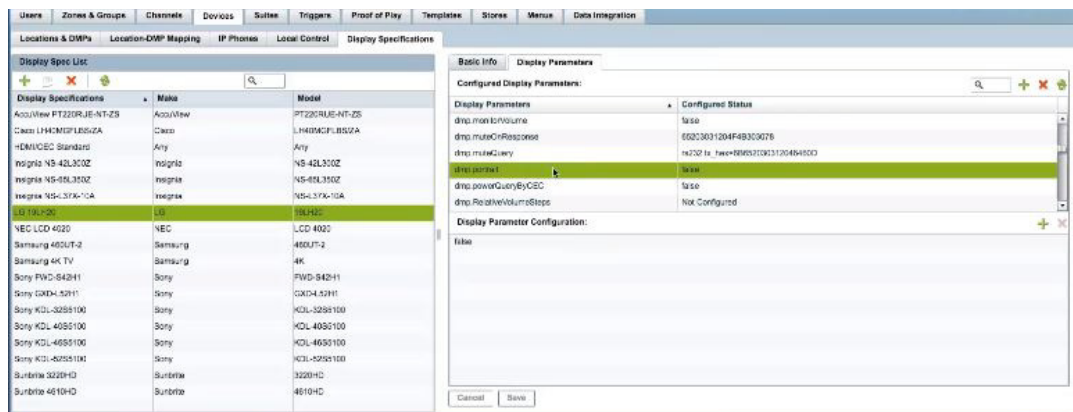 Users Zones & Groups Channels Devices Suites Triggers Proof of Play Templates Stores Menus Data Integration
Locations & DMPs Location-DMP Mapping IP Phones Local Control Display Specifications
Display Spec List
Display Specifications Make Model
AccuView PT220RUE-NT-ZS AccuView PT220RUE-NT-ZS
Cisco Cisco
HDMI/CEC Standard Any Any
Insignia NS-42L300Z Insignia NS-42L300Z
Insignia NS-65L350Z Insignia NS-65L350Z
Insignia NS-L37X-10A Insignia NS-L37X-10A
LG 19LH20 LG 19LH20
NEC LCD 4020 NEC LCD 4020
Samsung 460UT-2 Samsung 460UT-2
Samsung 4K TV Samsung 4K
Sony FWD-S42H1 Sony FWD-S42H1
Sony GXD-L52H1 Sony GXD-L52H1
Sony KDL-32S5100 Sony KDL-32S5100
Sony KDL-40S5100 Sony KDL-40S5100
Sony KDL-46S5100 Sony KDL-46S5100
Sony KDL-52S5100 Sony KDL-52S5100
Sunbrite 3220HD Sunbrite 3220HD
Sunbrite 4610HD Sunbrite 4610HD
Basic Info Display Parameters
Configured Display Parameters:
Display Parameters Configured Status
dmp.monitorVolume false
dmp.muteOnResponse
dmp.muteQuery
dmp.portrait false
dmp.powerQueryByCEC false
dmp.RelativeVolumeSteps Not Configured
Display Parameter Configuration:
false
Cancel Save